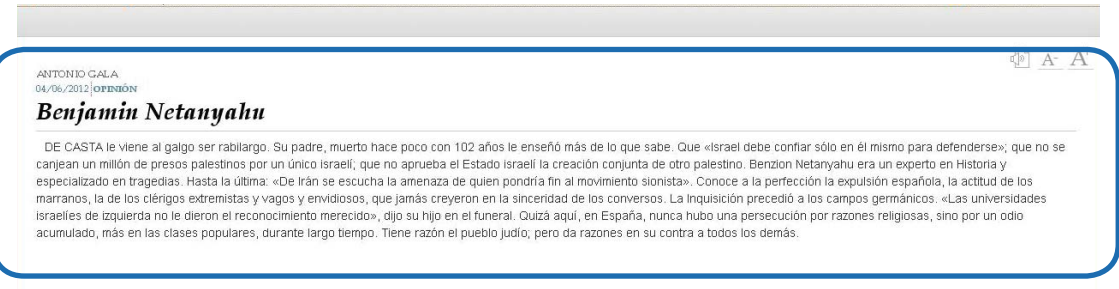 A- A+
ANTONIO GALA
04/06/2012 OPINIÓN
Benjamin Netanyahu
DE CASTA le viene al galgo ser rabilargo. Su padre, muerto hace poco con 102 años le enseñó más de lo que sabe. Que «Israel debe confiar sólo en él mismo para defenderse»; que no se
canjean un millón de presos palestinos por un único israelí; que no aprueba el Estado israelí la creación conjunta de otro palestino. Benzion Netanyahu era un experto en Historia y
especializado en tragedias. Hasta la última: «De Irán se escucha la amenaza de quien pondría fin al movimiento sionista». Conoce a la perfección la expulsión española, la actitud de los
marranos, la de los clérigos extremistas y vagos y envidiosos, que jamás creyeron en la sinceridad de los conversos. La Inquisición precedió a los campos germánicos. «Las universidades
israelíes de izquierda no le dieron el reconocimiento merecido», dijo su hijo en el funeral. Quizá aquí, en España, nunca hubo una persecución por razones religiosas, sino por un odio
acumulado, más en las clases populares, durante largo tiempo. Tiene razón el pueblo judío; pero da razones en su contra a todos los demás.